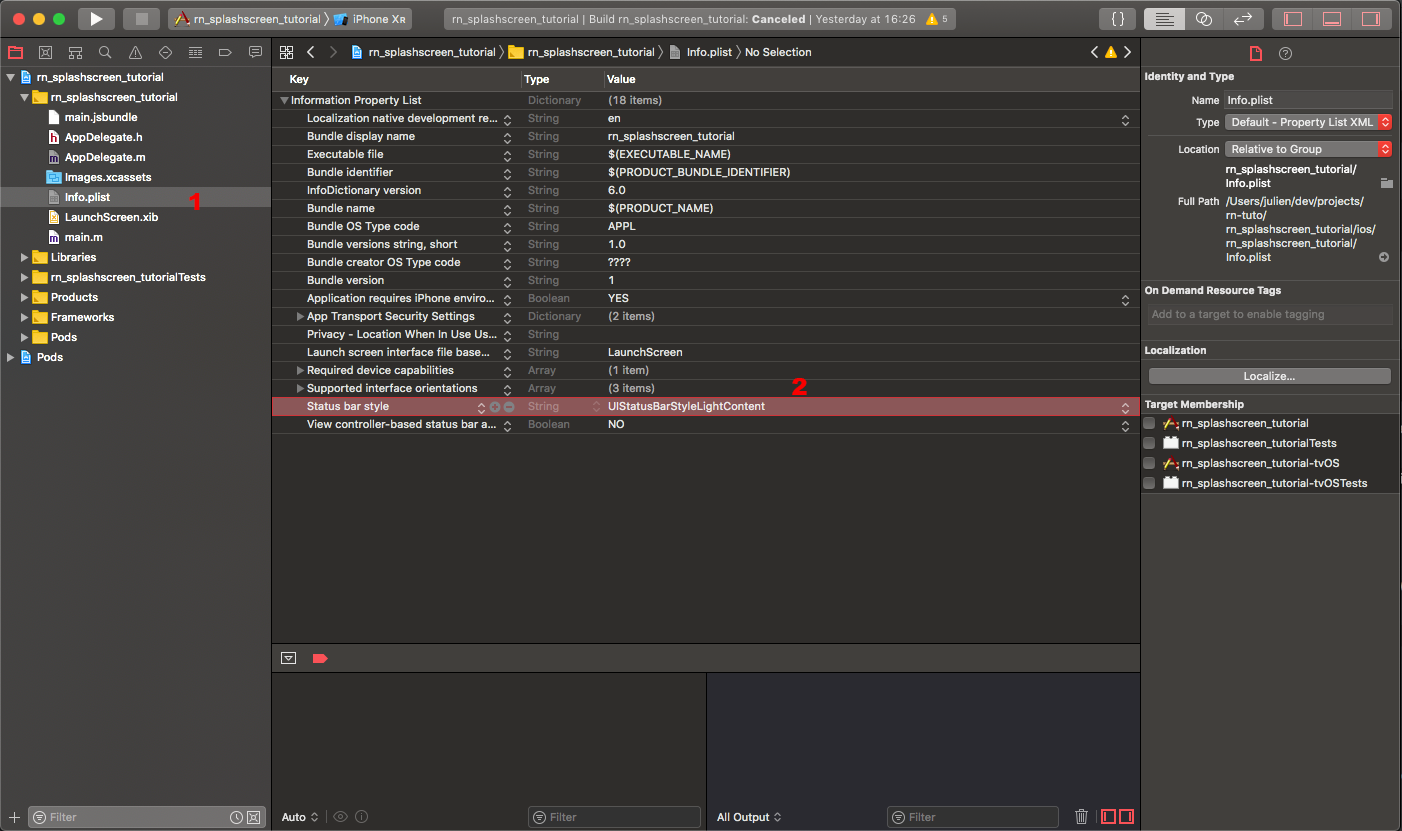 rn_splashscreen_tutorial 〉 iPhone XR
rn_splashscreen_tutorial | Build rn_splashscreen_tutorial: Canceled | Yesterday at 16:26 5
{ }
rn_splashscreen_tutorial 〉 rn_splashscreen_tutorial 〉 Info.plist 〉 No Selection
rn_splashscreen_tutorial
rn_splashscreen_tutorial
main.jsbundle
h AppDelegate.h
m AppDelegate.m
Images.xcassets
Info.plist
1
LaunchScreen.xib
m main.m
Libraries
rn_splashscreen_tutorialTests
Products
Frameworks
Pods
Pods
Filter
Key Type Value
Information Property List Dictionary (18 items)
Localization native development re... String en
Bundle display name String rn_splashscreen_tutorial
Executable file String $(EXECUTABLE_NAME)
Bundle identifier String $(PRODUCT_BUNDLE_IDENTIFIER)
InfoDictionary version String 6.0
Bundle name String $(PRODUCT_NAME)
Bundle OS Type code String APPL
Bundle versions string, short String 1.0
Bundle creator OS Type code String ????
Bundle version String 1
Application requires iPhone enviro... Boolean YES
App Transport Security Settings Dictionary (2 items)
Privacy - Location When In Use Us... String
Launch screen interface file base... String LaunchScreen
Required device capabilities Array (1 item)
Supported interface orientations Array (3 items)
2
Status bar style String UIStatusBarStyleLightContent
View controller-based status bar a... Boolean NO
Auto
Filter
All Output
Filter
Identity and Type
Name Info.plist
Type Default - Property List XML
Location Relative to Group
rn_splashscreen_tutorial/
Info.plist
Full Path /Users/julien/dev/projects/
rn-tuto/
rn_splashscreen_tutorial/ios/
rn_splashscreen_tutorial/
Info.plist
On Demand Resource Tags
Add to a target to enable tagging
Localization
Localize...
Target Membership
rn_splashscreen_tutorial
rn_splashscreen_tutorialTests
rn_splashscreen_tutorial-tvOS
rn_splashscreen_tutorial-tvOSTests